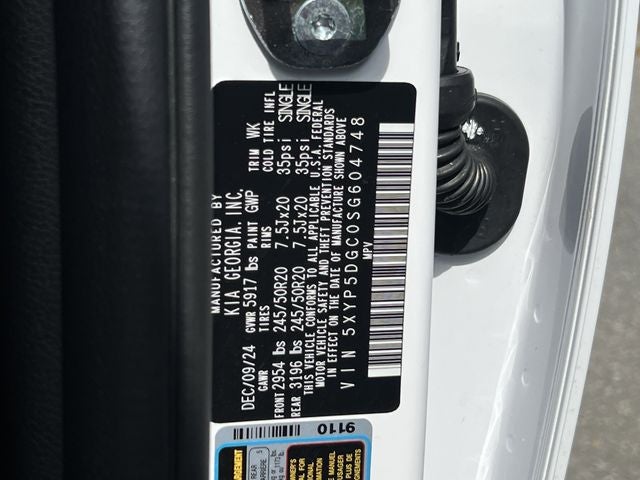 MANUFACTURED BY
KIA GEORGIA, INC.
DEC/09/24 GVWR 5917 lbs PAINT GWP TRIM WK
GAWR TIRES RIMS COLD TIRE INFL
FRONT 2954 lbs 245/50R20 7.5Jx20 35psi SINGLE
REAR 3196 lbs 245/50R20 7.5Jx20 35psi SINGLE
THIS VEHICLE CONFORMS TO ALL APPLICABLE U.S.A. FEDERAL
MOTOR VEHICLE SAFETY AND THEFT PREVENTION STANDARDS
IN EFFECT ON THE DATE OF MANUFACTURE SHOWN ABOVE
VIN 5XYP5DGC0SG604748
MPV
9110
REAR
5